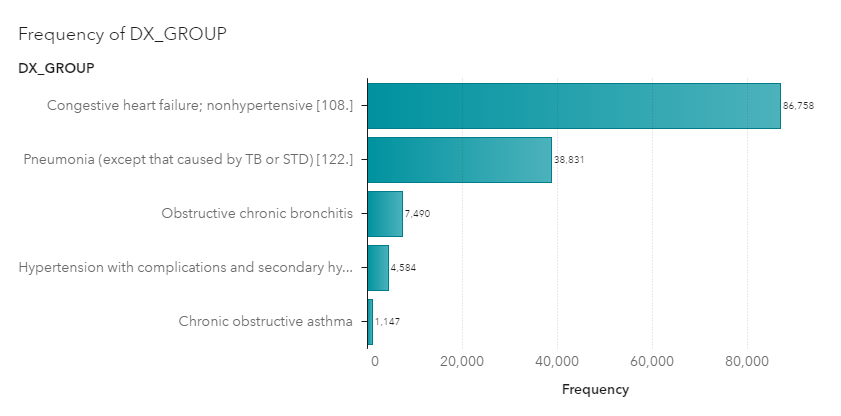 Frequency of DX_GROUP
DX_GROUP
Congestive heart failure; nonhypertensive [108.]
86,758
Pneumonia (except that caused by TB or STD) [122.]
38,831
Obstructive chronic bronchitis
7,490
Hypertension with complications and secondary hy...
4,584
Chronic obstructive asthma
1,147
0 20,000 40,000 60,000 80,000
Frequency